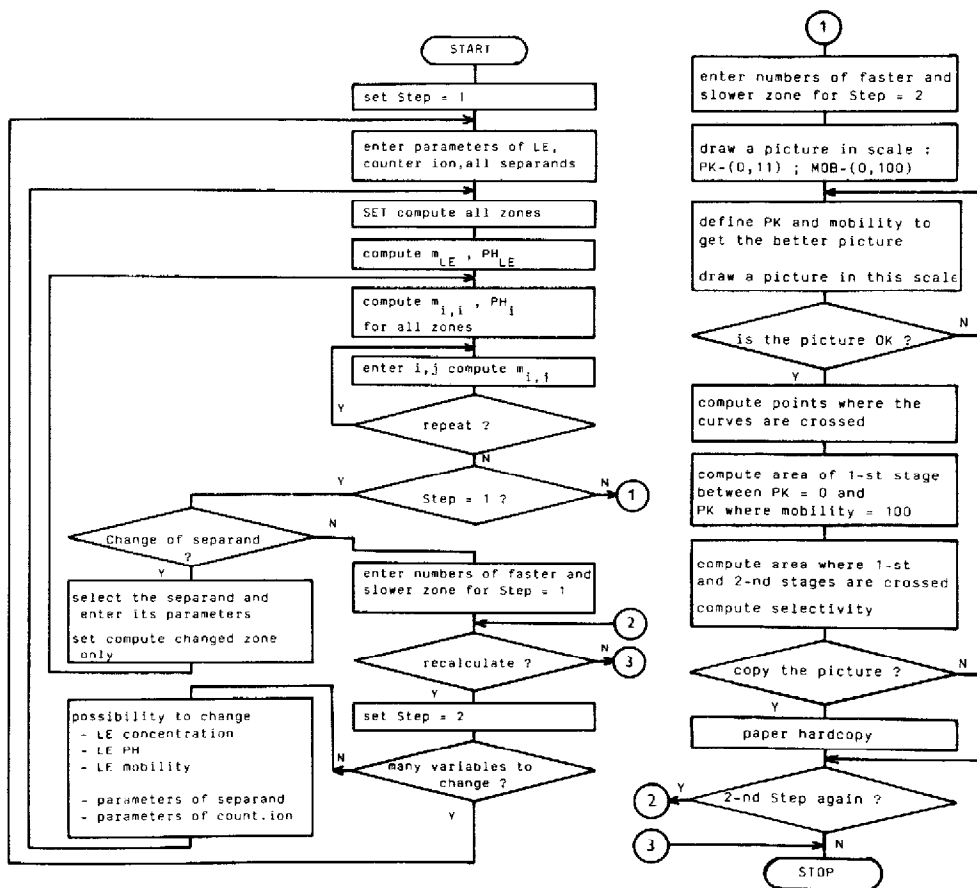 START
set Step = 1
enter parameters of LE,
counter ion,all separands
SET compute all zones
compute m LE , PH LE
compute m i,i , PH i
for all zones
enter i,j compute m i,j
Y
repeat ?
N
Y
Step = 1 ?
N
1
Change of separand
?
N
Y
select the separand and
enter its parameters
set compute changed zone
only
enter numbers of faster and
slower zone for Step = 1
2
recalculate ?
N
3
Y
set Step = 2
many variables to
change ?
N
Y
possibility to change
- LE concentration
- LE PH
- LE mobility
- parameters of separand
- parameters of count.ion
1
enter numbers of faster and
slower zone for Step = 2
draw a picture in scale :
PK-(0,11) ; MOB-(0,100)
define PK and mobility to
get the better picture
draw a picture in this scale
is the picture OK ?
N
Y
compute points where the
curves are crossed
compute area of 1-st stage
between PK = 0 and
PK where mobility = 100
compute area where 1-st
and 2-nd stages are crossed
compute selectivity
copy the picture ?
N
Y
paper hardcopy
2-nd Step again ?
Y
2
N
3
STOP